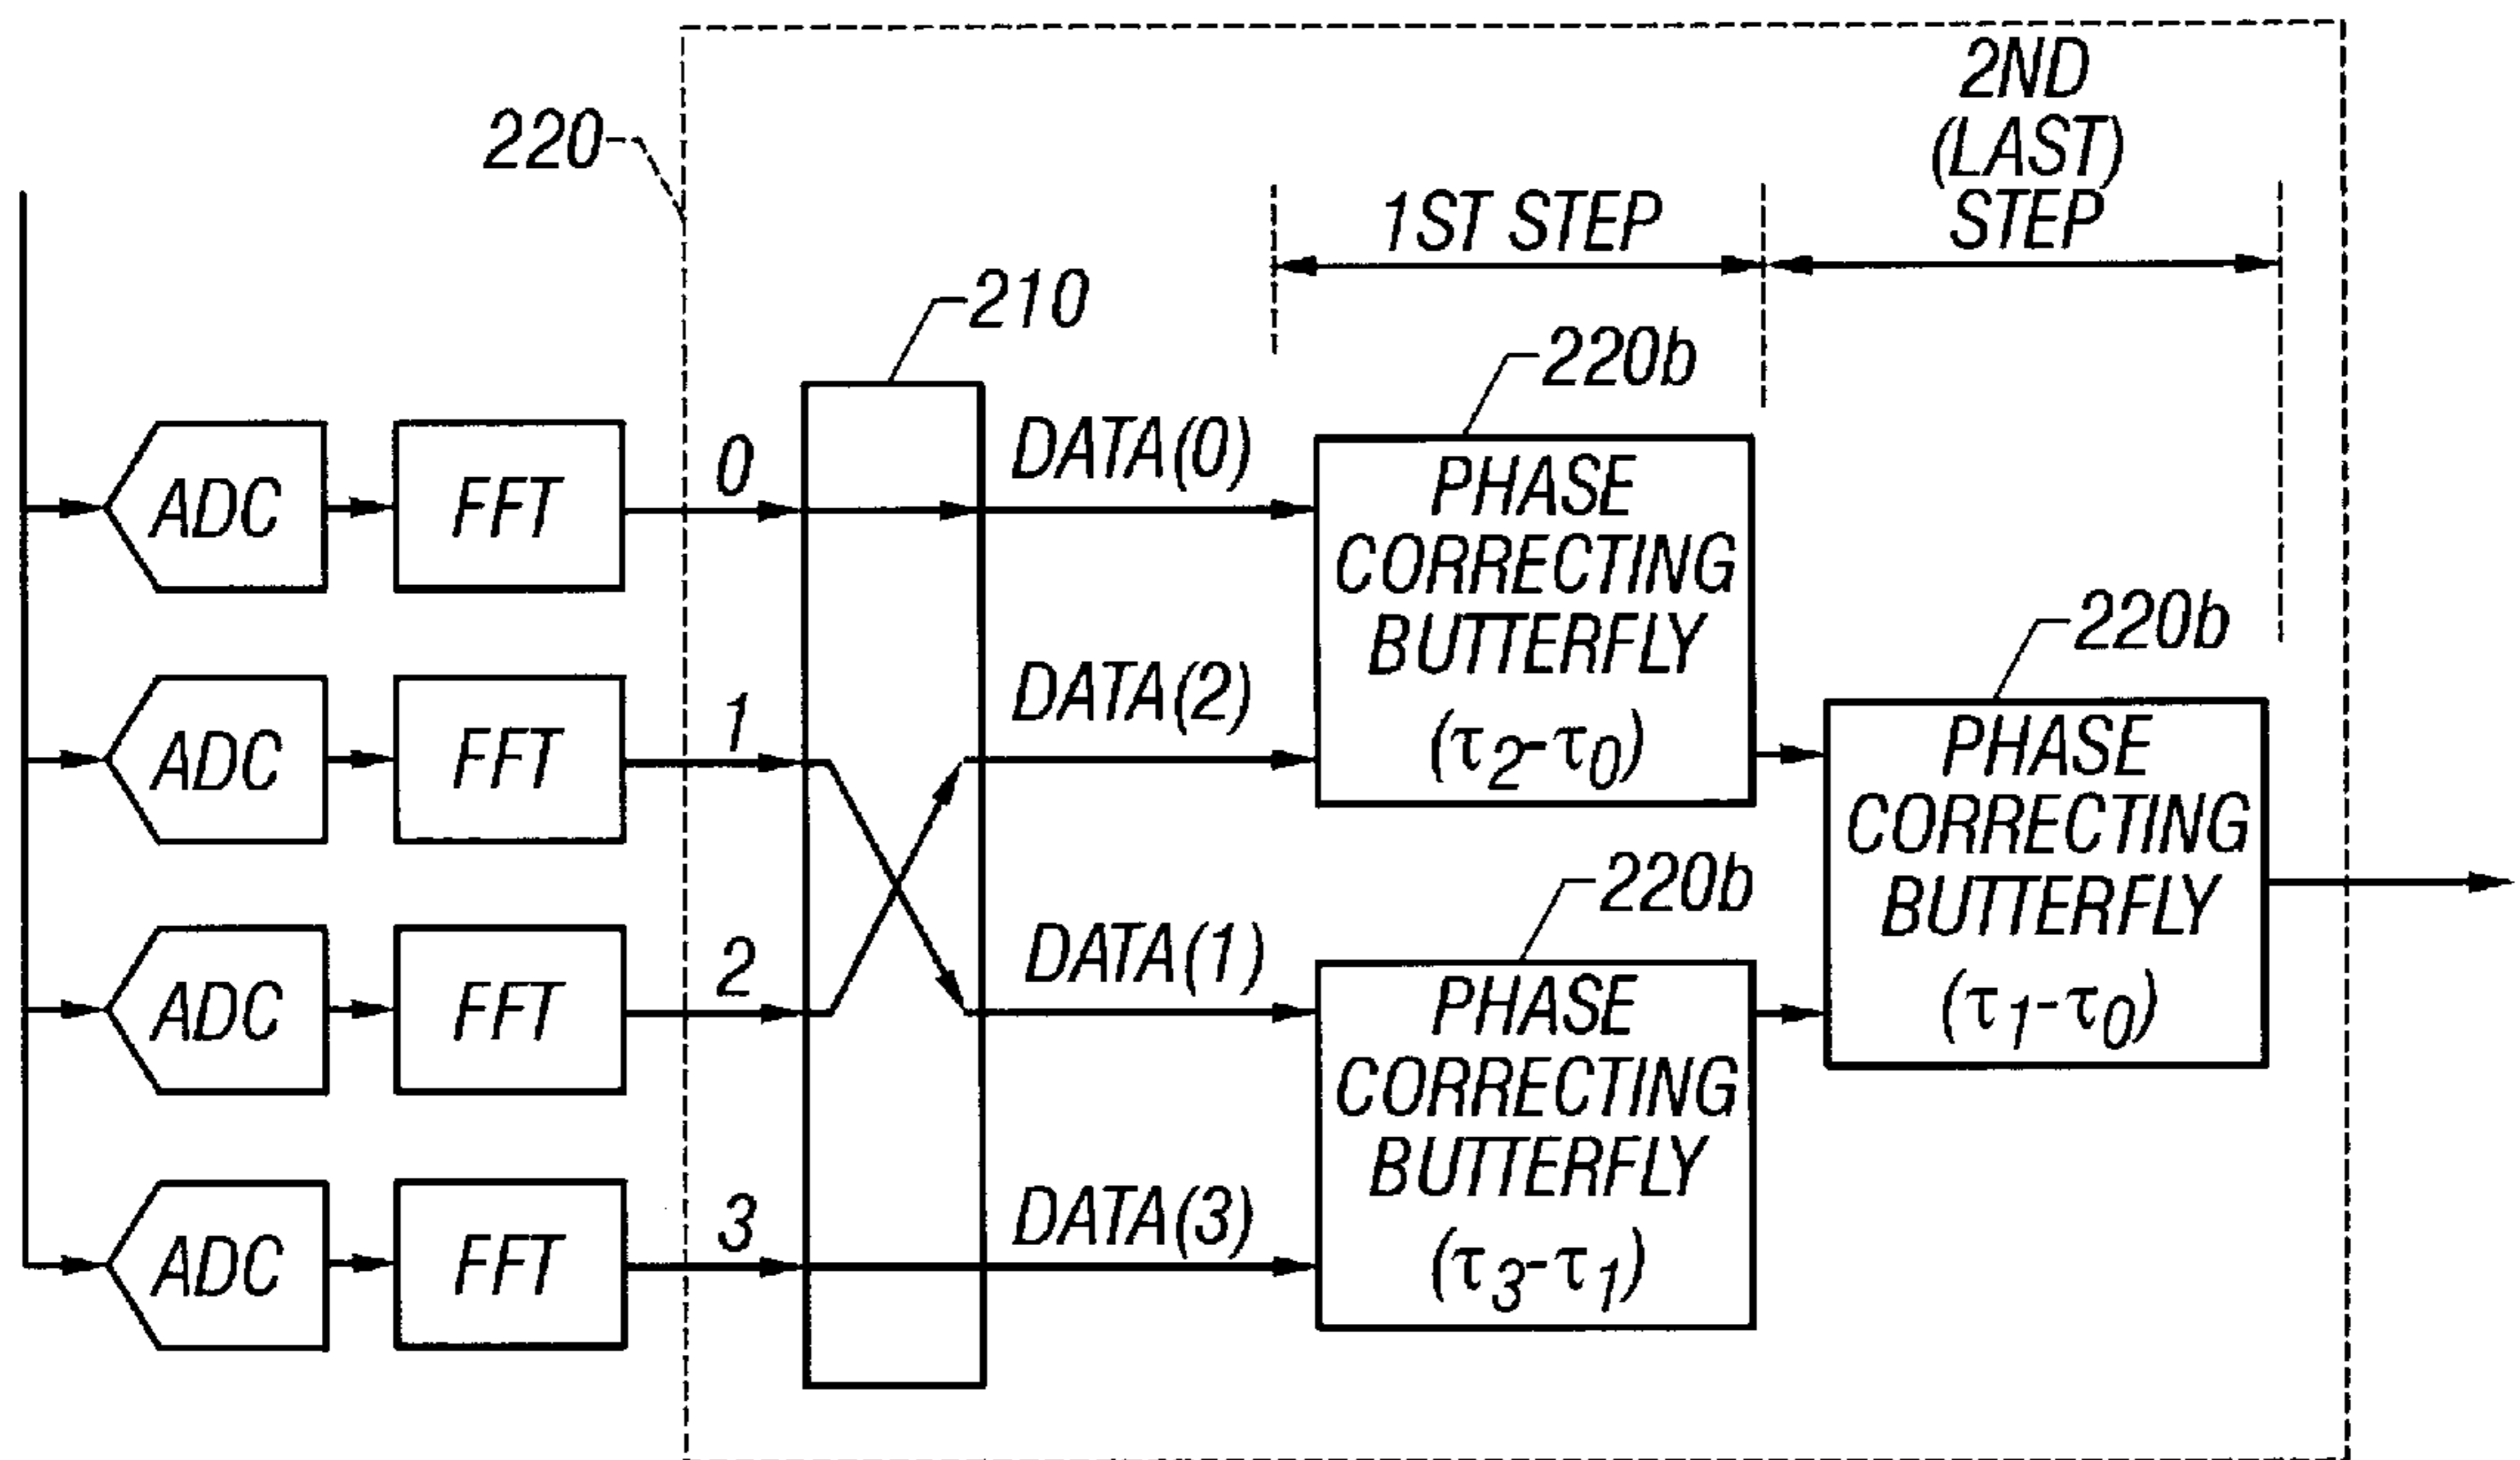 2ND
(LAST)
STEP
220
1ST STEP
210
220b
ADC
FFT
0
DATA(0)
PHASE
CORRECTING
BUTTERFLY
(τ2-τ0)
220b
ADC
FFT
1
DATA(2)
PHASE
CORRECTING
BUTTERFLY
(τ1-τ0)
220b
ADC
FFT
2
DATA(1)
PHASE
CORRECTING
BUTTERFLY
(τ3-τ1)
ADC
FFT
3
DATA(3)